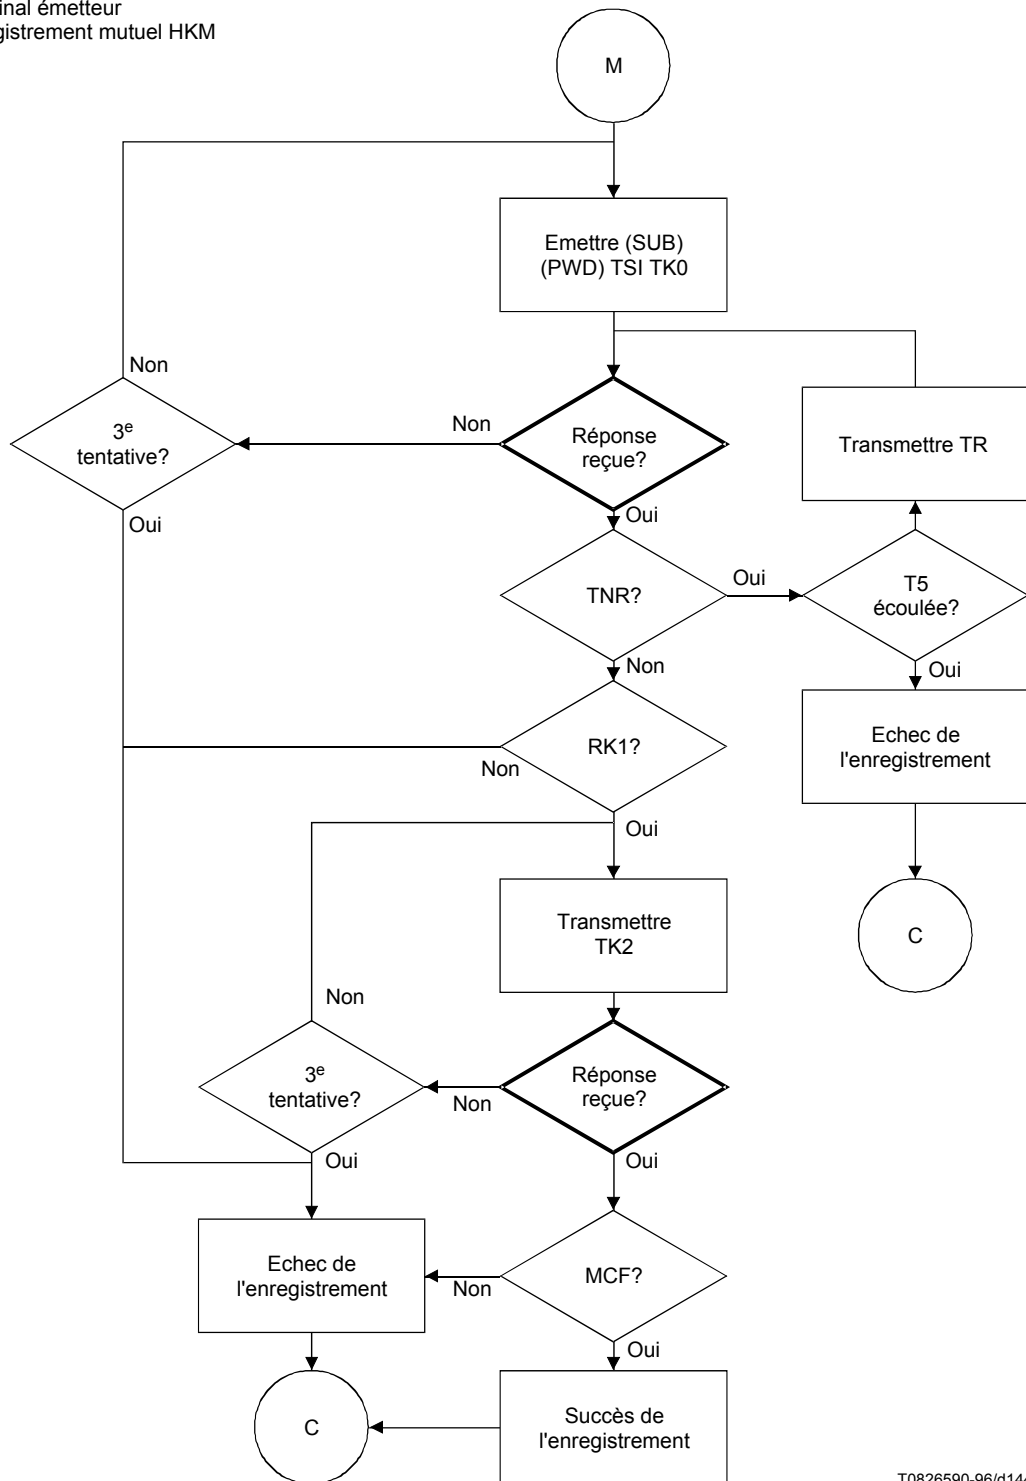 inal émetteur
gistrement mutuel HKM
M
Emettre (SUB)
(PWD) TSI TK0
Non
3e
tentative?
Oui
Non
Réponse
reçue?
Oui
Transmettre TR
TNR?
Oui
T5
écoulée?
Non
Oui
RK1?
Non
Echec de
l'enregistrement
Oui
Transmettre
TK2
C
Non
3e
tentative?
Non
Réponse
reçue?
Oui
Oui
Echec de
l'enregistrement
Non
MCF?
Oui
C
Succès de
l'enregistrement
T0826590-96/d14